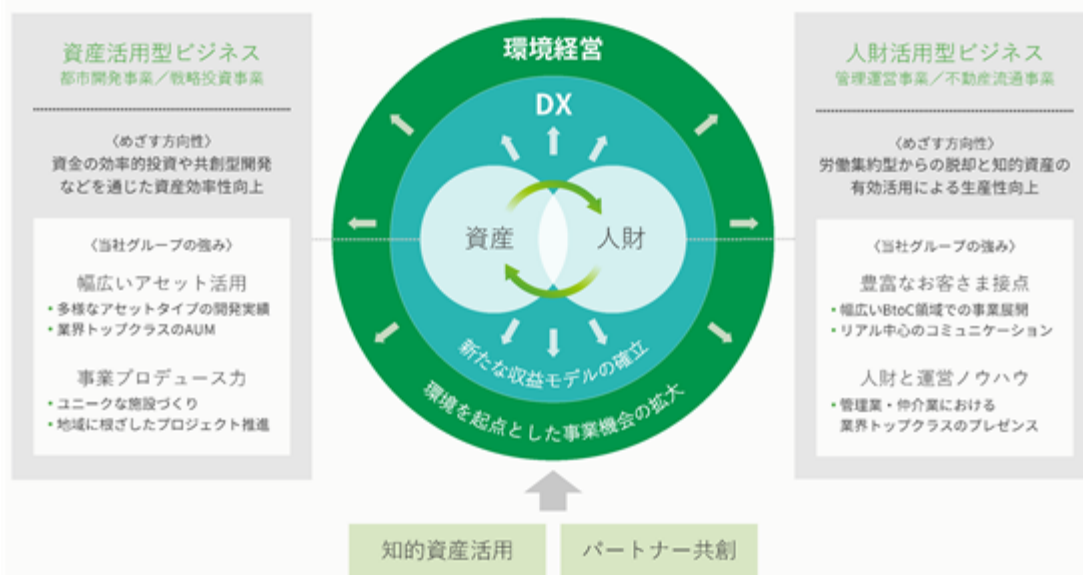 資産活用型ビジネス
都市開発事業／戦略投資事業
〈めざす方向性〉
資金の効率的投資や共創型開発
などを通じた資産効率性向上
〈当社グループの強み〉
幅広いアセット活用
• 多様なアセットタイプの開発実績
• 業界トップクラスのAUM
事業プロデュース力
• ユニークな施設づくり
• 地域に根ざしたプロジェクト推進
環境経営
DX
資産
人財
新たな収益モデルの確立
環境を起点とした事業機会の拡大
人財活用型ビジネス
管理運営事業／不動産流通事業
〈めざす方向性〉
労働集約型からの脱却と知的資産の
有効活用による生産性向上
〈当社グループの強み〉
豊富なお客さま接点
• 幅広いBtoC領域での事業展開
• リアル中心のコミュニケーション
人財と運営ノウハウ
• 管理業・仲介業における
業界トップクラスのプレゼンス
知的資産活用
パートナー共創